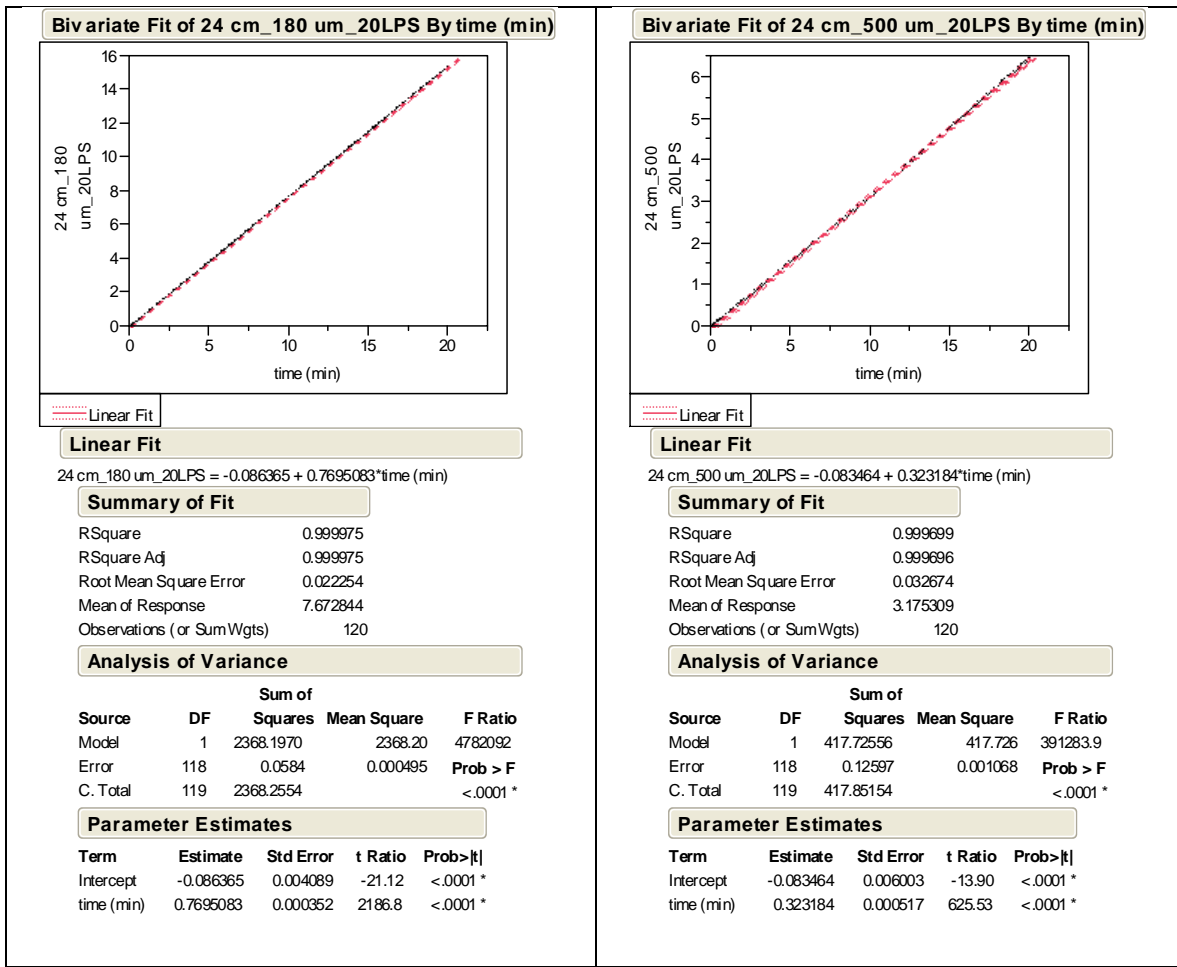 Bivariate Fit of 24 cm_180 um_20LPS By time (min)
16
14
12
10
8
6
4
2
0
24 cm_180
um_20LPS
0 5 10 15 20
time (min)
Linear Fit
Linear Fit
24 cm_180 um_20LPS = -0.086365 + 0.7695083*time (min)
Summary of Fit
RSquare 0.999975
RSquare Adj 0.999975
Root Mean Square Error 0.022254
Mean of Response 7.672844
Observations (or Sum Wgts) 120
Analysis of Variance
Sum of
Source DF Squares Mean Square F Ratio
Model 1 2368.1970 2368.20 4782092
Error 118 0.0584 0.000495 Prob > F
C. Total 119 2368.2554 <.0001 *
Parameter Estimates
Term Estimate Std Error t Ratio Prob>|t|
Intercept -0.086365 0.004089 -21.12 <.0001 *
time (min) 0.7695083 0.000352 2186.8 <.0001 *
Bivariate Fit of 24 cm_500 um_20LPS By time (min)
6
5
4
3
2
1
0
24 cm_500
um_20LPS
0 5 10 15 20
time (min)
Linear Fit
Linear Fit
24 cm_500 um_20LPS = -0.083464 + 0.323184*time (min)
Summary of Fit
RSquare 0.999699
RSquare Adj 0.999696
Root Mean Square Error 0.032674
Mean of Response 3.175309
Observations (or Sum Wgts) 120
Analysis of Variance
Sum of
Source DF Squares Mean Square F Ratio
Model 1 417.72556 417.726 391283.9
Error 118 0.12597 0.001068 Prob > F
C. Total 119 417.85154 <.0001 *
Parameter Estimates
Term Estimate Std Error t Ratio Prob>|t|
Intercept -0.083464 0.006003 -13.90 <.0001 *
time (min) 0.323184 0.000517 625.53 <.0001 *